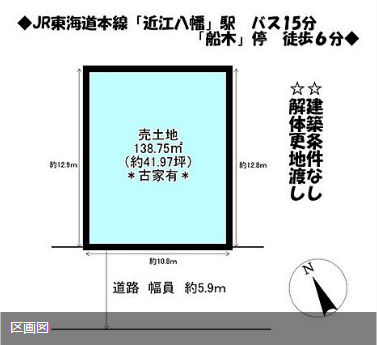 ◆JR東海道本線「近江八幡」駅　バス15分
「船木」停　徒歩６分◆
☆建築条件なし
☆解体更地渡し
売土地
138.75㎡
（約41.97坪）
＊古家有＊
約12.9m
約12.8m
約10.8m
道路　幅員　約5.9m
N
区画図